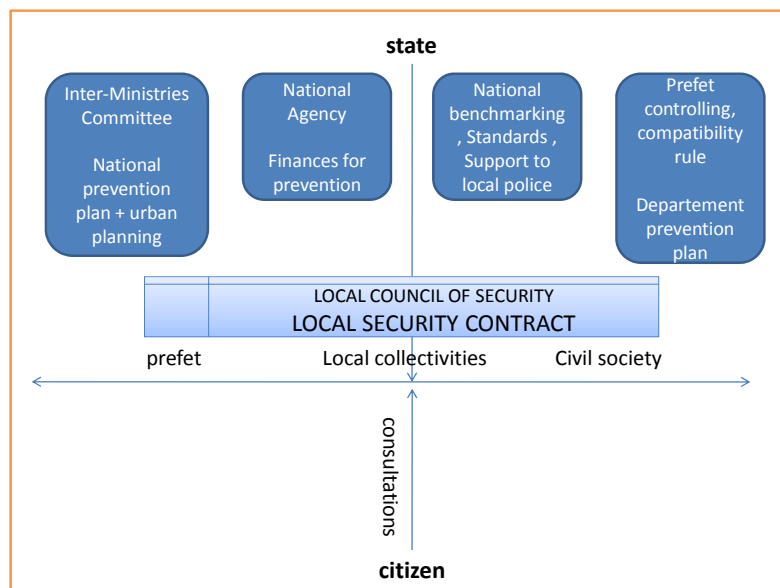 state
Inter-Ministries
Committee
National
prevention
plan + urban
planning
National
Agency
Finances for
prevention
National
benchmarking
, Standards ,
Support to
local police
Prefet
controlling,
compatibility
rule
Departement
prevention
plan
LOCAL COUNCIL OF SECURITY
LOCAL SECURITY CONTRACT
prefet
Local collectivities
Civil society
consultations
citizen